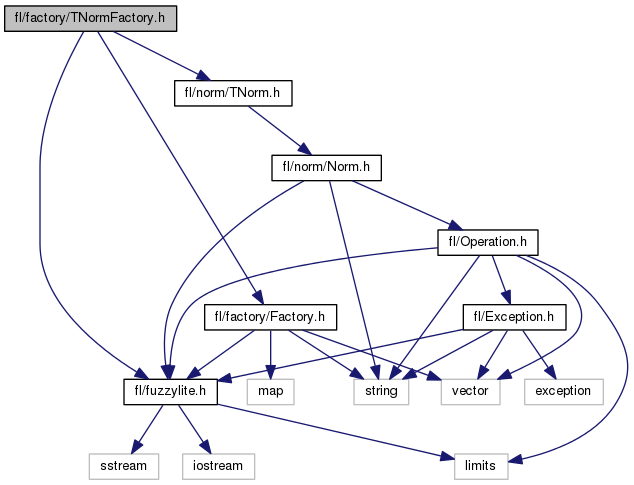 fl/factory/TNormFactory.h
fl/norm/TNorm.h
fl/norm/Norm.h
fl/Operation.h
fl/factory/Factory.h
fl/Exception.h
fl/fuzzylite.h
map
string
vector
exception
sstream
iostream
limits